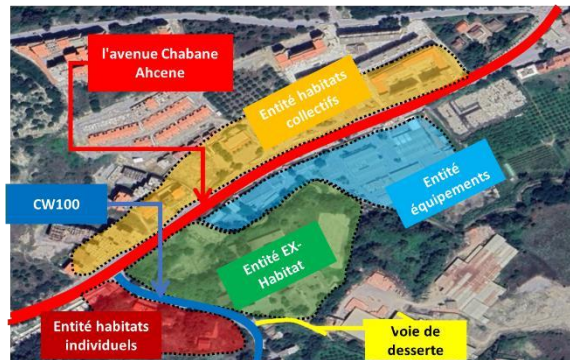 l'avenue Chabane
Ahcene
Entité habitats
collectifs
CW100
Entité
équipements
Entité EX-
Habitat
Entité habitats
individuels
Voie de
desserte